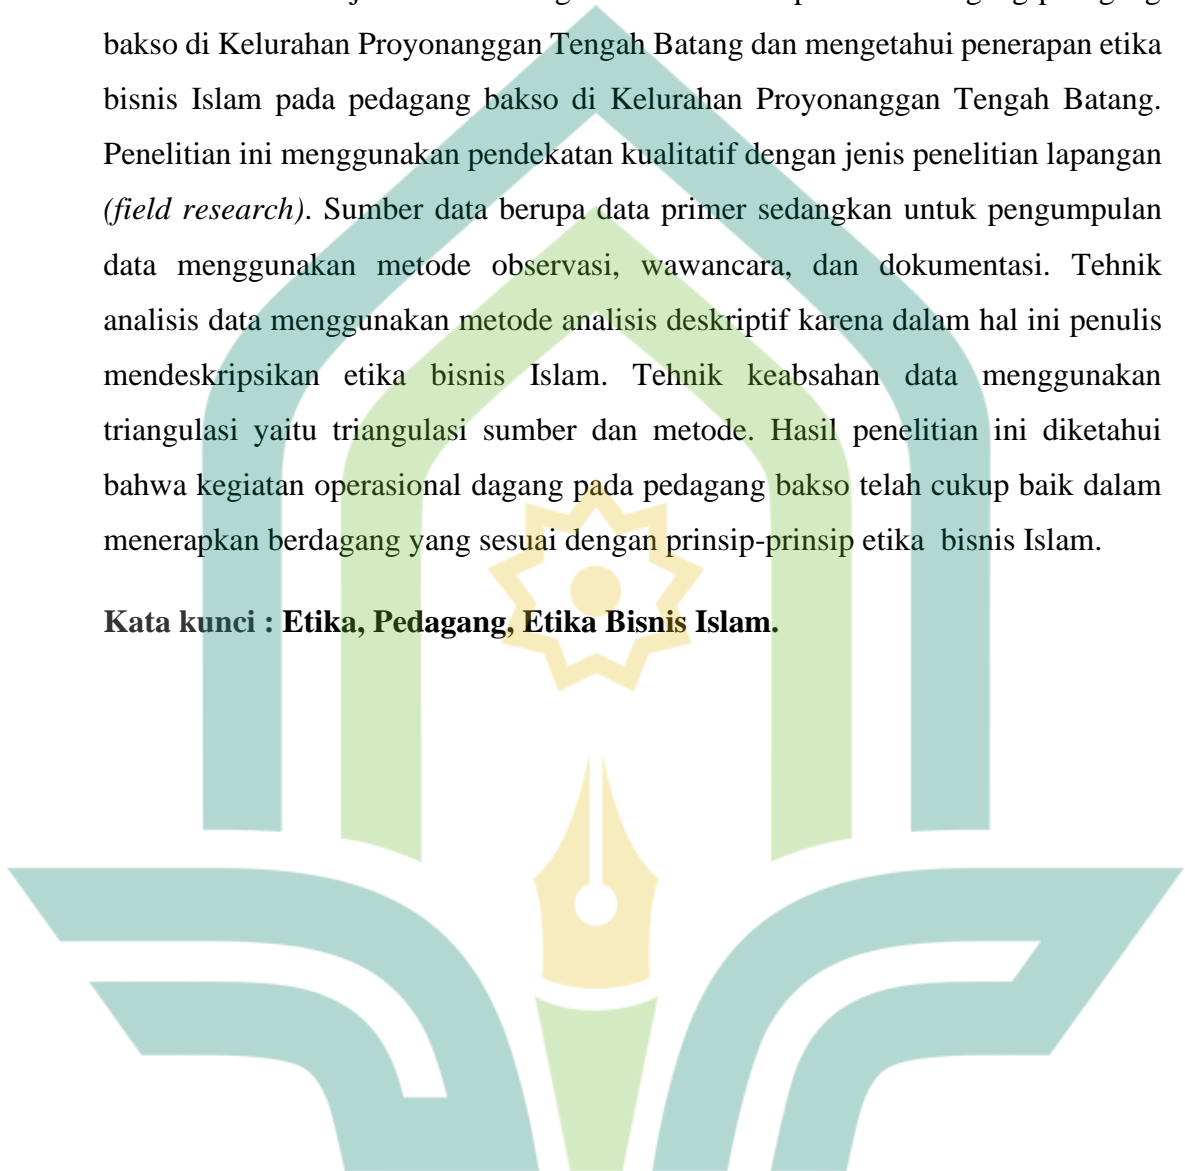 bakso di Kelurahan Proyonanggan Tengah Batang dan mengetahui penerapan etika
bisnis Islam pada pedagang bakso di Kelurahan Proyonanggan Tengah Batang.
Penelitian ini menggunakan pendekatan kualitatif dengan jenis penelitian lapangan
(field research). Sumber data berupa data primer sedangkan untuk pengumpulan
data menggunakan metode observasi, wawancara, dan dokumentasi. Tehnik
analisis data menggunakan metode analisis deskriptif karena dalam hal ini penulis
mendeskripsikan etika bisnis Islam. Tehnik keabsahan data menggunakan
triangulasi yaitu triangulasi sumber dan metode. Hasil penelitian ini diketahui
bahwa kegiatan operasional dagang pada pedagang bakso telah cukup baik dalam
menerapkan berdagang yang sesuai dengan prinsip-prinsip etika  bisnis Islam.
Kata kunci : Etika, Pedagang, Etika Bisnis Islam.